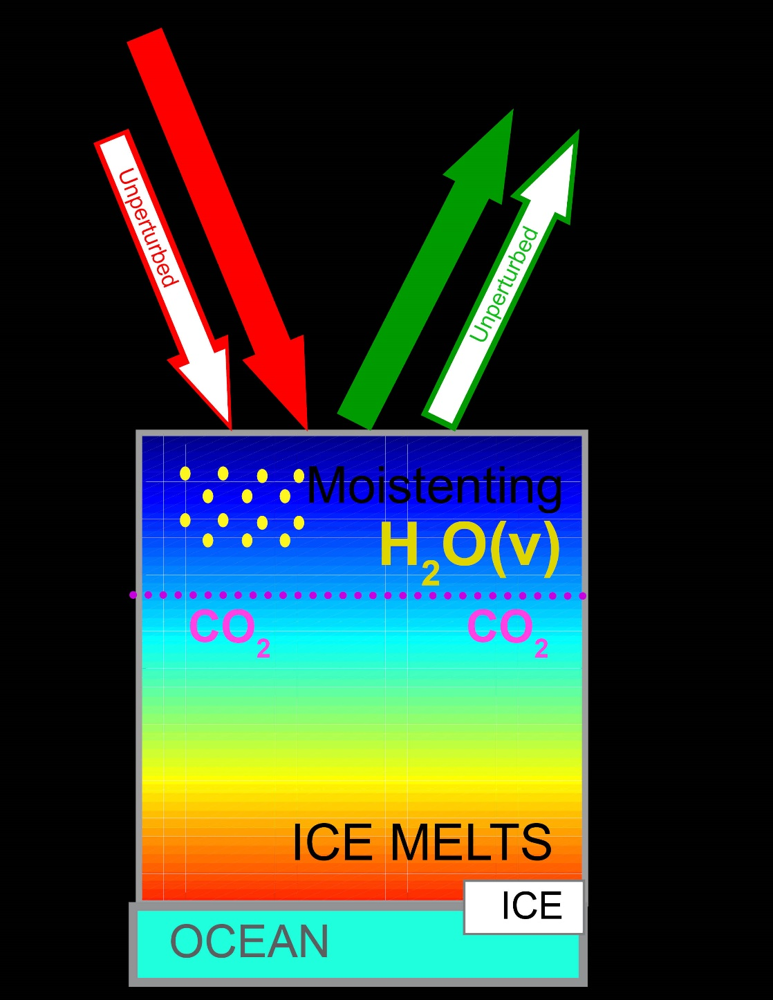 Unperturbed
Unperturbed
Moistenting
H₂O(v)
CO₂ CO₂
ICE MELTS
ICE
OCEAN